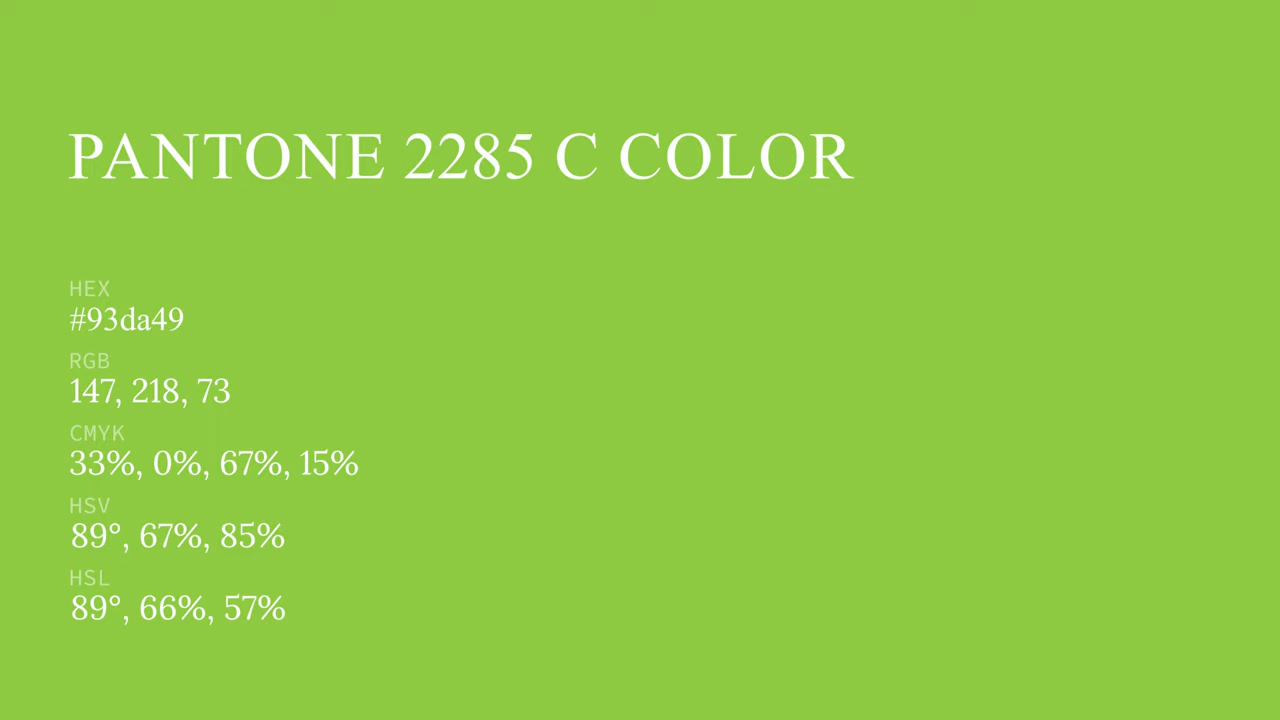 PANTONE 2285 C COLOR
HEX
#93da49
RGB
147, 218, 73
CMYK
33%, 0%, 67%, 15%
HSV
89°, 67%, 85%
HSL
89°, 66%, 57%